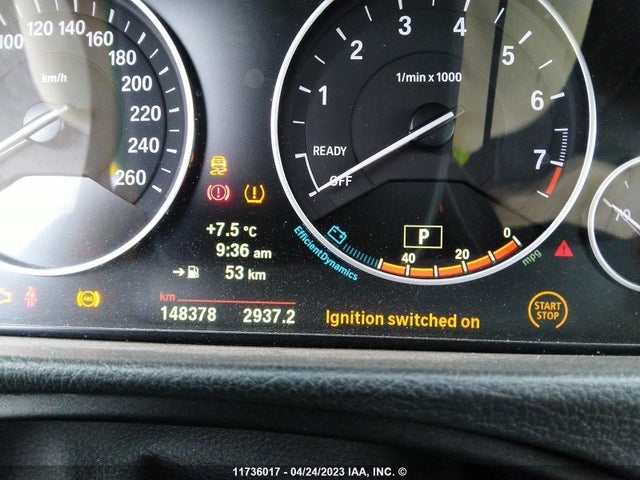 100 120 140 160 180 200 220 240 260
km/h
1 2 3 4 5 6 7
1/min x 1000
READY
OFF
+7.5 °C
9:36 am
53 km
EfficientDynamics
P
40 20 0
mpg
ABS
km
148378 2937.2
Ignition switched on
START
STOP
11736017 - 04/24/2023 IAA, INC. ©